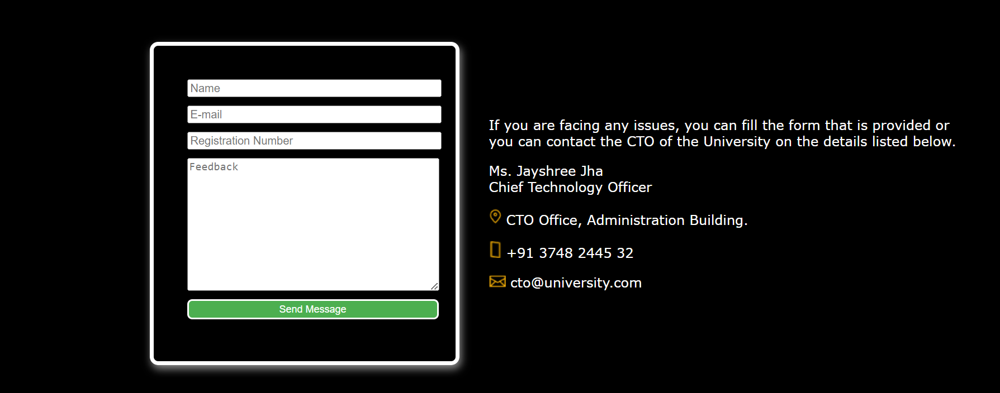 Name
E-mail
Registration Number
Feedback
Send Message
If you are facing any issues, you can fill the form that is provided or
you can contact the CTO of the University on the details listed below.
Ms. Jayshree Jha
Chief Technology Officer
CTO Office, Administration Building.
+91 3748 2445 32
cto@university.com